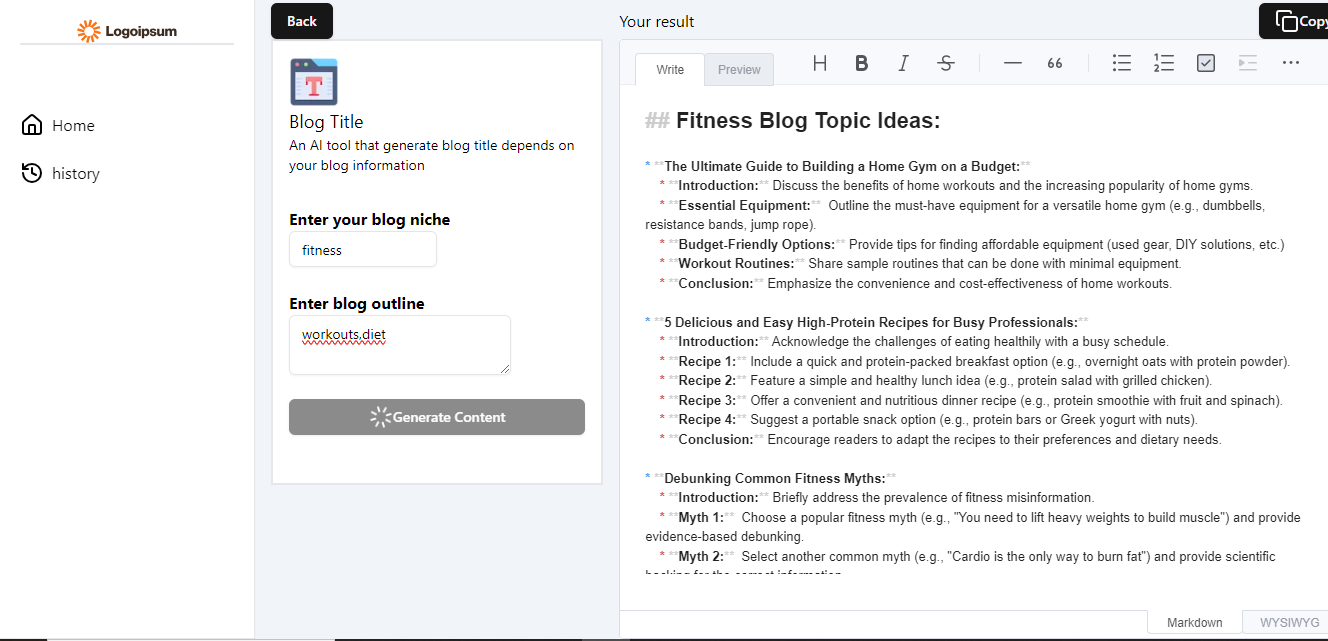 Logoipsum
Home
history
Back
T
Blog Title
An AI tool that generate blog title depends on
your blog information
Enter your blog niche
fitness
Enter blog outline
workouts,diet
Generate Content
Your result
Copy
Write
Preview
H B I S — 66
## Fitness Blog Topic Ideas:
* **The Ultimate Guide to Building a Home Gym on a Budget:**
* **Introduction:** Discuss the benefits of home workouts and the increasing popularity of home gyms.
* **Essential Equipment:** Outline the must-have equipment for a versatile home gym (e.g., dumbbells,
resistance bands, jump rope).
* **Budget-Friendly Options:** Provide tips for finding affordable equipment (used gear, DIY solutions, etc.)
* **Workout Routines:** Share sample routines that can be done with minimal equipment.
* **Conclusion:** Emphasize the convenience and cost-effectiveness of home workouts.
* **5 Delicious and Easy High-Protein Recipes for Busy Professionals:**
* **Introduction:** Acknowledge the challenges of eating healthily with a busy schedule.
* **Recipe 1:** Include a quick and protein-packed breakfast option (e.g., overnight oats with protein powder).
* **Recipe 2:** Feature a simple and healthy lunch idea (e.g., protein salad with grilled chicken).
* **Recipe 3:** Offer a convenient and nutritious dinner recipe (e.g., protein smoothie with fruit and spinach).
* **Recipe 4:** Suggest a portable snack option (e.g., protein bars or Greek yogurt with nuts).
* **Conclusion:** Encourage readers to adapt the recipes to their preferences and dietary needs.
* **Debunking Common Fitness Myths:**
* **Introduction:** Briefly address the prevalence of fitness misinformation.
* **Myth 1:** Choose a popular fitness myth (e.g., "You need to lift heavy weights to build muscle") and provide
evidence-based debunking.
* **Myth 2:** Select another common myth (e.g., "Cardio is the only way to burn fat") and provide scientific
backing for the correct information.
Markdown
WYSIWYG